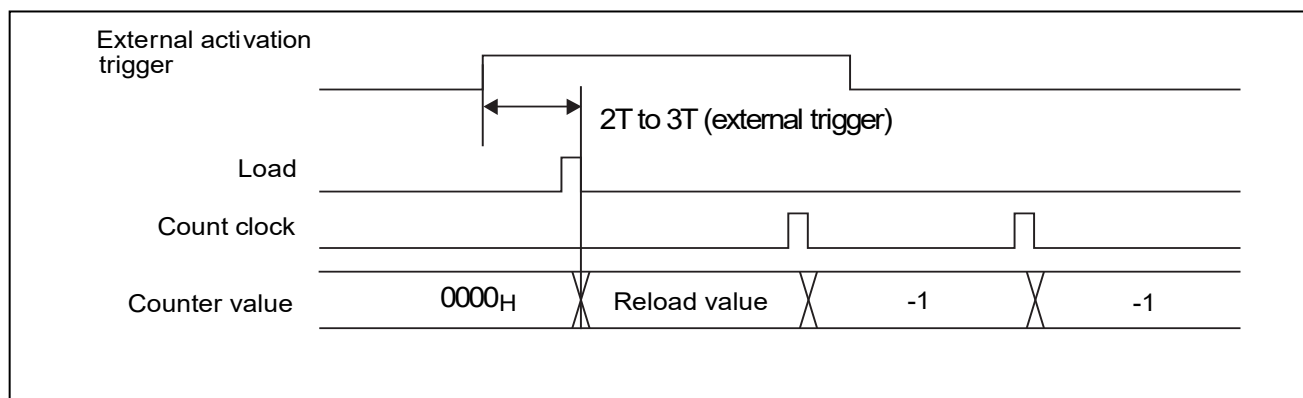 External activation
trigger
2T to 3T (external trigger)
Load
Count clock
Counter value
0000H
Reload value
-1
-1